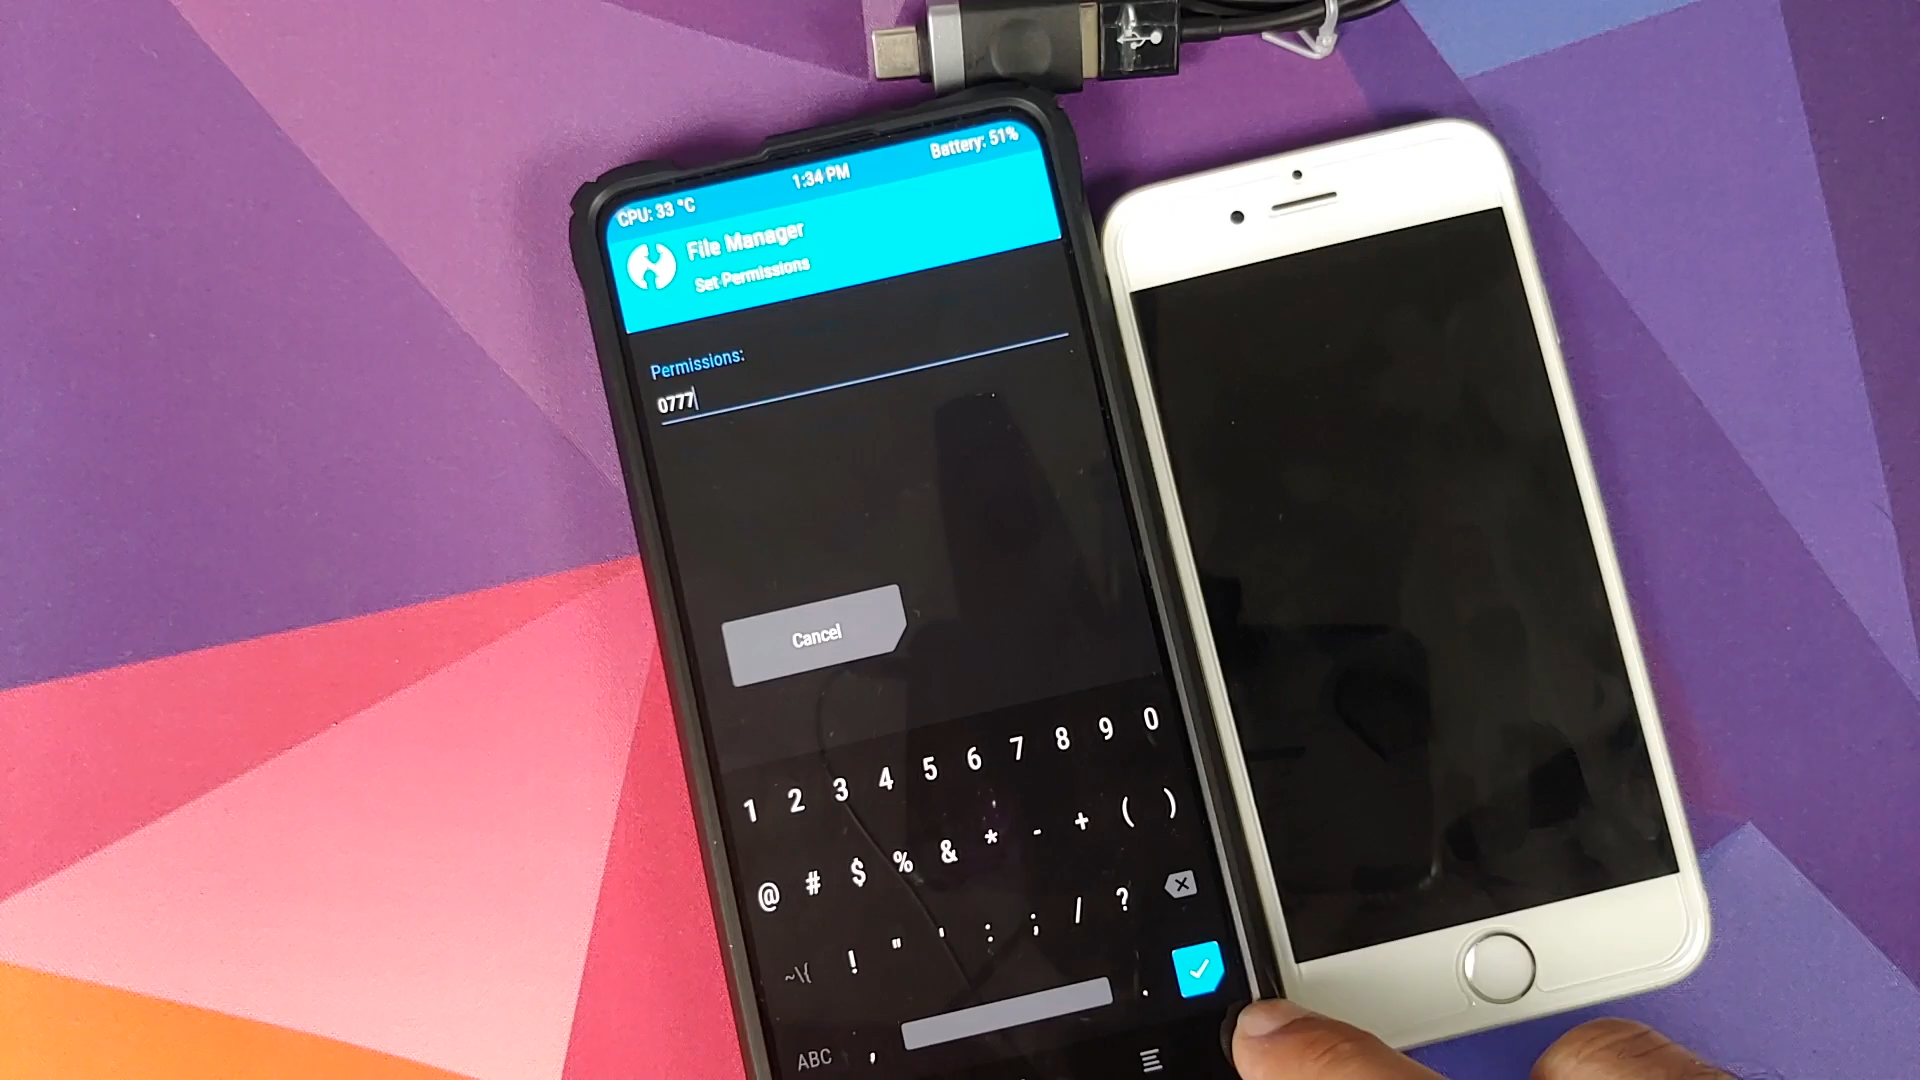 CPU: 33 °C 1:34 PM Battery: 51%
File Manager
Set Permissions
Permissions:
0777
Cancel
1 2 3 4 5 6 7 8 9 0
@ # $ % & * - + ( )
~\{ ! " ' : ; / ?
ABC , .